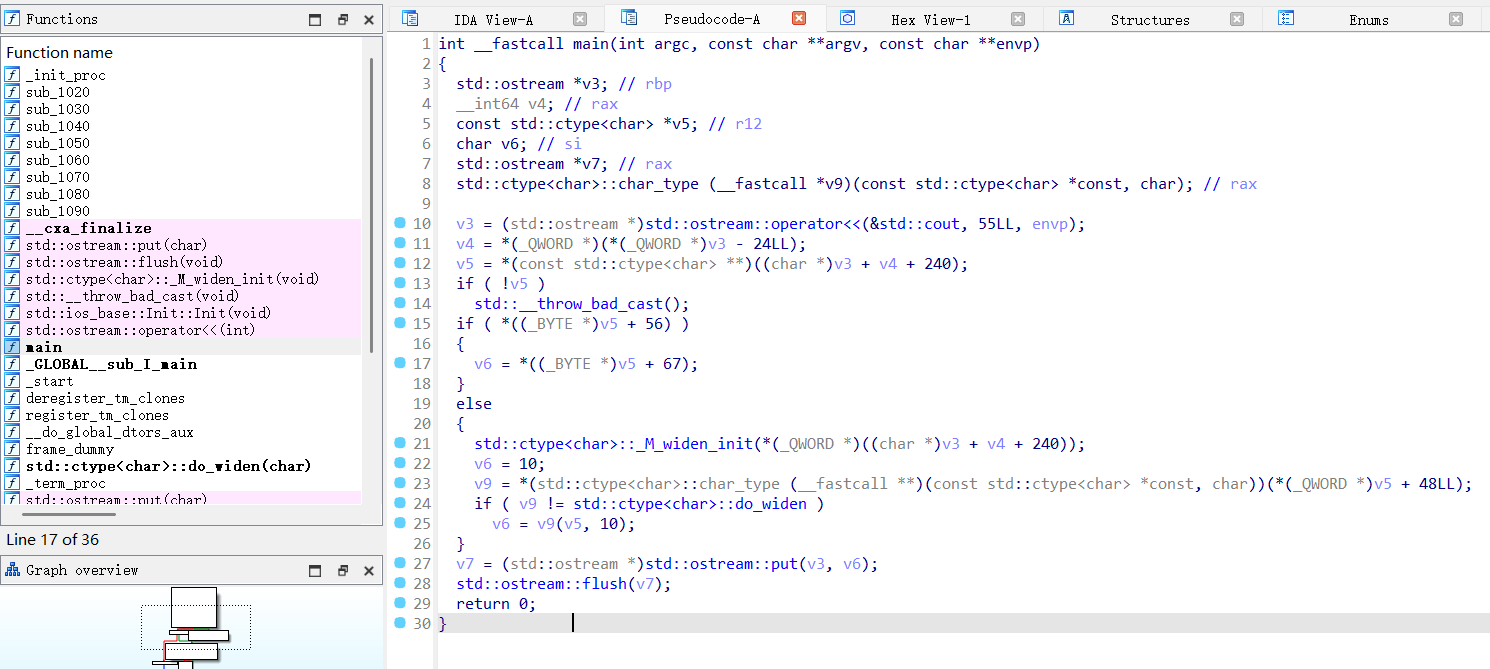 Functions
Function name
_init_proc
sub_1020
sub_1030
sub_1040
sub_1050
sub_1060
sub_1070
sub_1080
sub_1090
__cxa_finalize
std::ostream::put(char)
std::ostream::flush(void)
std::ctype<char>::_M_widen_init(void)
std::__throw_bad_cast(void)
std::ios_base::Init::Init(void)
std::ostream::operator<<(int)
main
_GLOBAL__sub_I_main
_start
deregister_tm_clones
register_tm_clones
__do_global_dtors_aux
frame_dummy
std::ctype<char>::do_widen(char)
_term_proc
std::ostream::put(char)
Line 17 of 36
Graph overview
IDA View-A
Pseudocode-A
Hex View-1
Structures
Enums
1 int __fastcall main(int argc, const char **argv, const char **envp)
2 {
3   std::ostream *v3; // rbp
4   __int64 v4; // rax
5   const std::ctype<char> *v5; // r12
6   char v6; // si
7   std::ostream *v7; // rax
8   std::ctype<char>::char_type (__fastcall *v9)(const std::ctype<char> *const, char); // rax
9
10   v3 = (std::ostream *)std::ostream::operator<<(&std::cout, 55LL, envp);
11   v4 = *(_QWORD *)(*(_QWORD *)v3 - 24LL);
12   v5 = *(const std::ctype<char> **)((char *)v3 + v4 + 240);
13   if ( !v5 )
14     std::__throw_bad_cast();
15   if ( *((_BYTE *)v5 + 56) )
16   {
17     v6 = *((_BYTE *)v5 + 67);
18   }
19   else
20   {
21     std::ctype<char>::_M_widen_init(*(_QWORD *)((char *)v3 + v4 + 240));
22     v6 = 10;
23     v9 = *(std::ctype<char>::char_type (__fastcall **)(const std::ctype<char> *const, char))(*(_QWORD *)v5 + 48LL);
24     if ( v9 != std::ctype<char>::do_widen )
25       v6 = v9(v5, 10);
26   }
27   v7 = (std::ostream *)std::ostream::put(v3, v6);
28   std::ostream::flush(v7);
29   return 0;
30 }